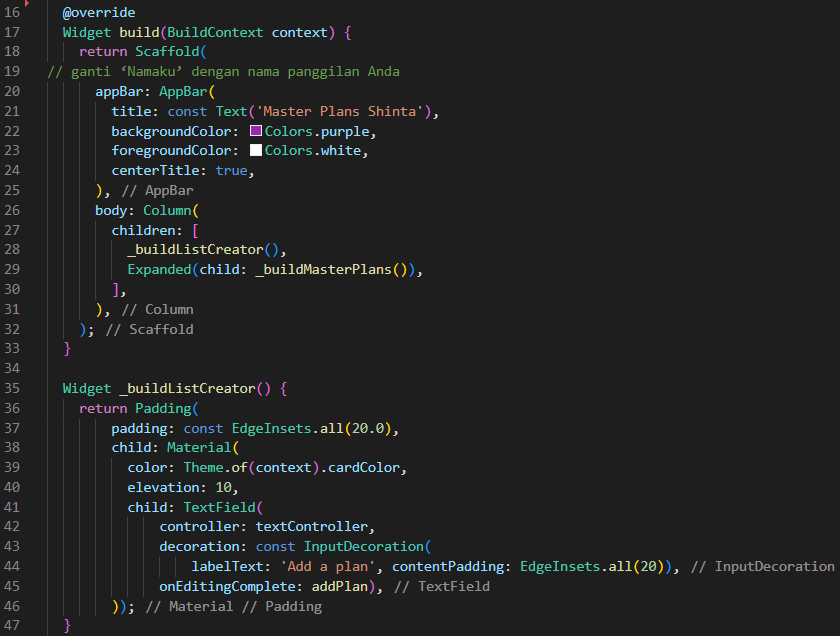 16 @override
17 Widget build(BuildContext context) {
18 return Scaffold(
19 // ganti ‘Namaku’ dengan nama panggilan Anda
20 appBar: AppBar(
21 title: const Text('Master Plans Shinta'),
22 backgroundColor: Colors.purple,
23 foregroundColor: Colors.white,
24 centerTitle: true,
25 ), // AppBar
26 body: Column(
27 children: [
28 _buildListCreator(),
29 Expanded(child: _buildMasterPlans()),
30 ],
31 ), // Column
32 ); // Scaffold
33 }
34
35 Widget _buildListCreator() {
36 return Padding(
37 padding: const EdgeInsets.all(20.0),
38 child: Material(
39 color: Theme.of(context).cardColor,
40 elevation: 10,
41 child: TextField(
42 controller: textController,
43 decoration: const InputDecoration(
44 labelText: 'Add a plan', contentPadding: EdgeInsets.all(20)), // InputDecoration
45 onEditingComplete: addPlan), // TextField
46 )); // Material // Padding
47 }